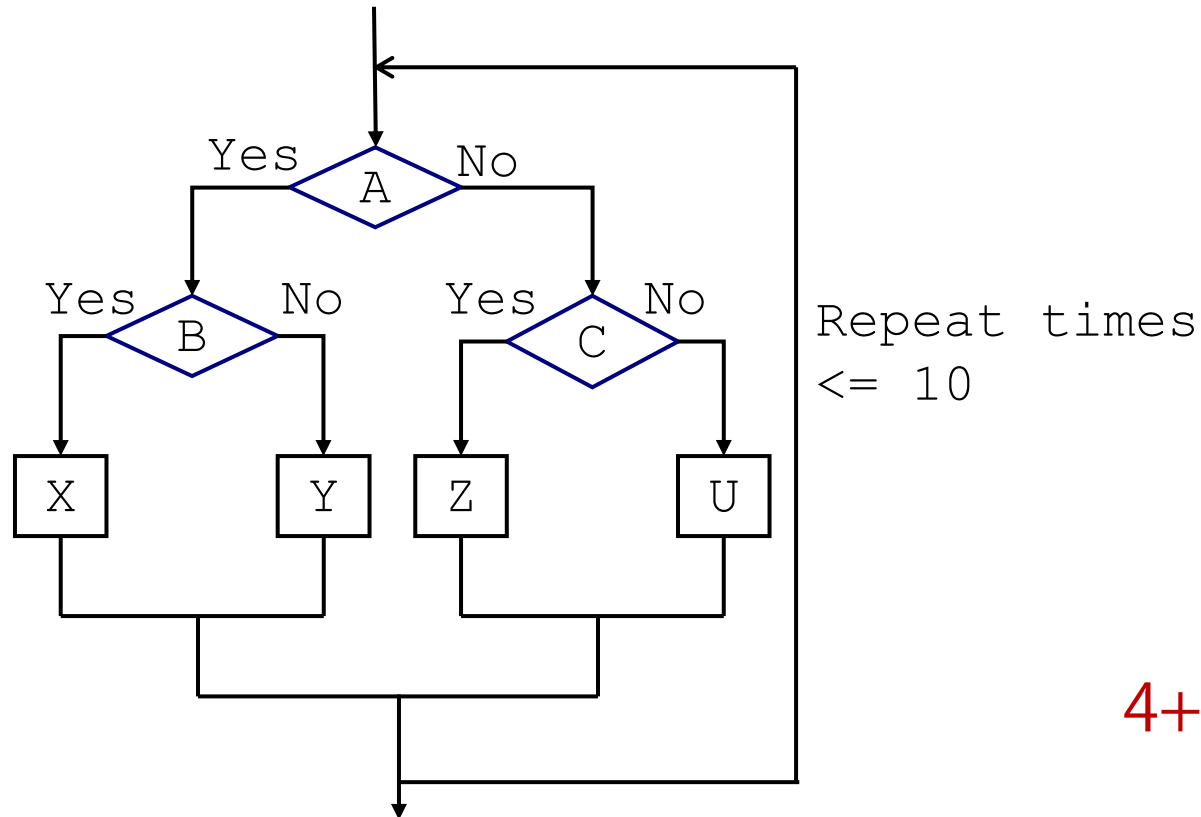 Yes No
A
Yes No Yes No
B C
Repeat times
<= 10
X Y Z U
4+